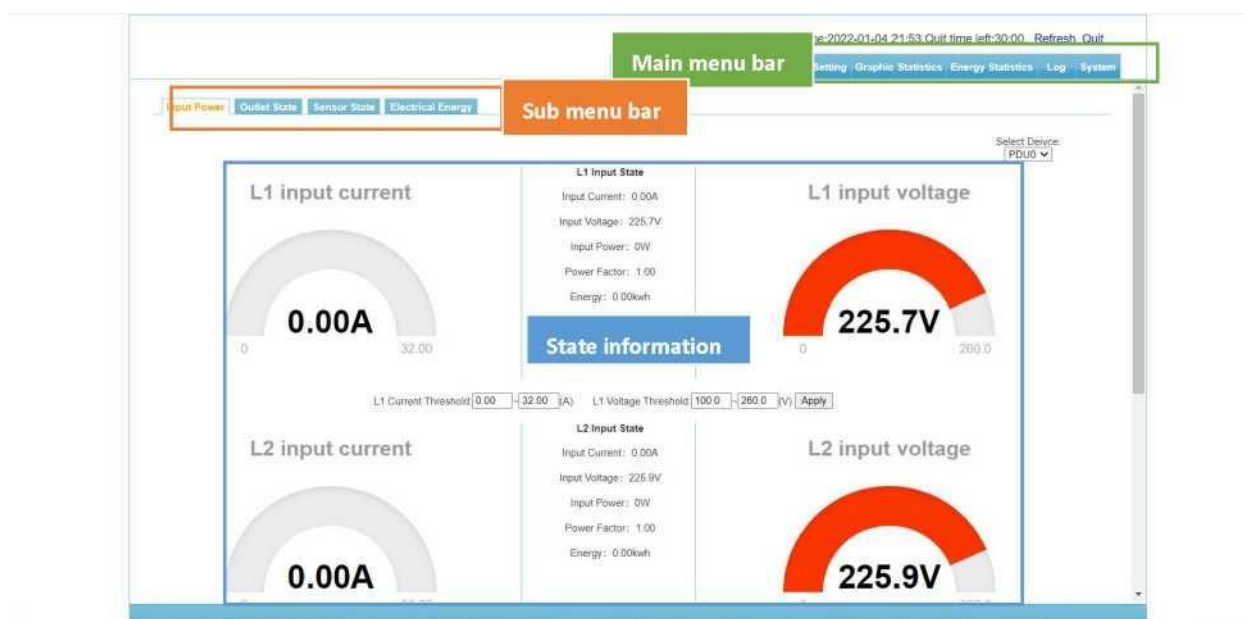 e:2022-01-04 21:53,Quit time left:30:00 Refresh Quit
Main menu bar
Setting Graphic Statistics Energy Statistics Log System
Input Power Outlet State Sensor State Electrical Energy
Sub menu bar
Select Deivce:
PDU0
L1 input current
L1 Input State
L1 input voltage
Input Current: 0.00A
Input Voltage: 225.7V
Input Power: 0W
Power Factor: 1.00
Energy: 0.00kwh
0.00A
225.7V
State information
0 32.00
0 260.0
L1 Current Threshold: 0.00 ~ 32.00 (A) L1 Voltage Threshold: 100.0 ~ 260.0 (V) Apply
L2 input current
L2 Input State
L2 input voltage
Input Current: 0.00A
Input Voltage: 225.9V
Input Power: 0W
Power Factor: 1.00
Energy: 0.00kwh
0.00A
225.9V